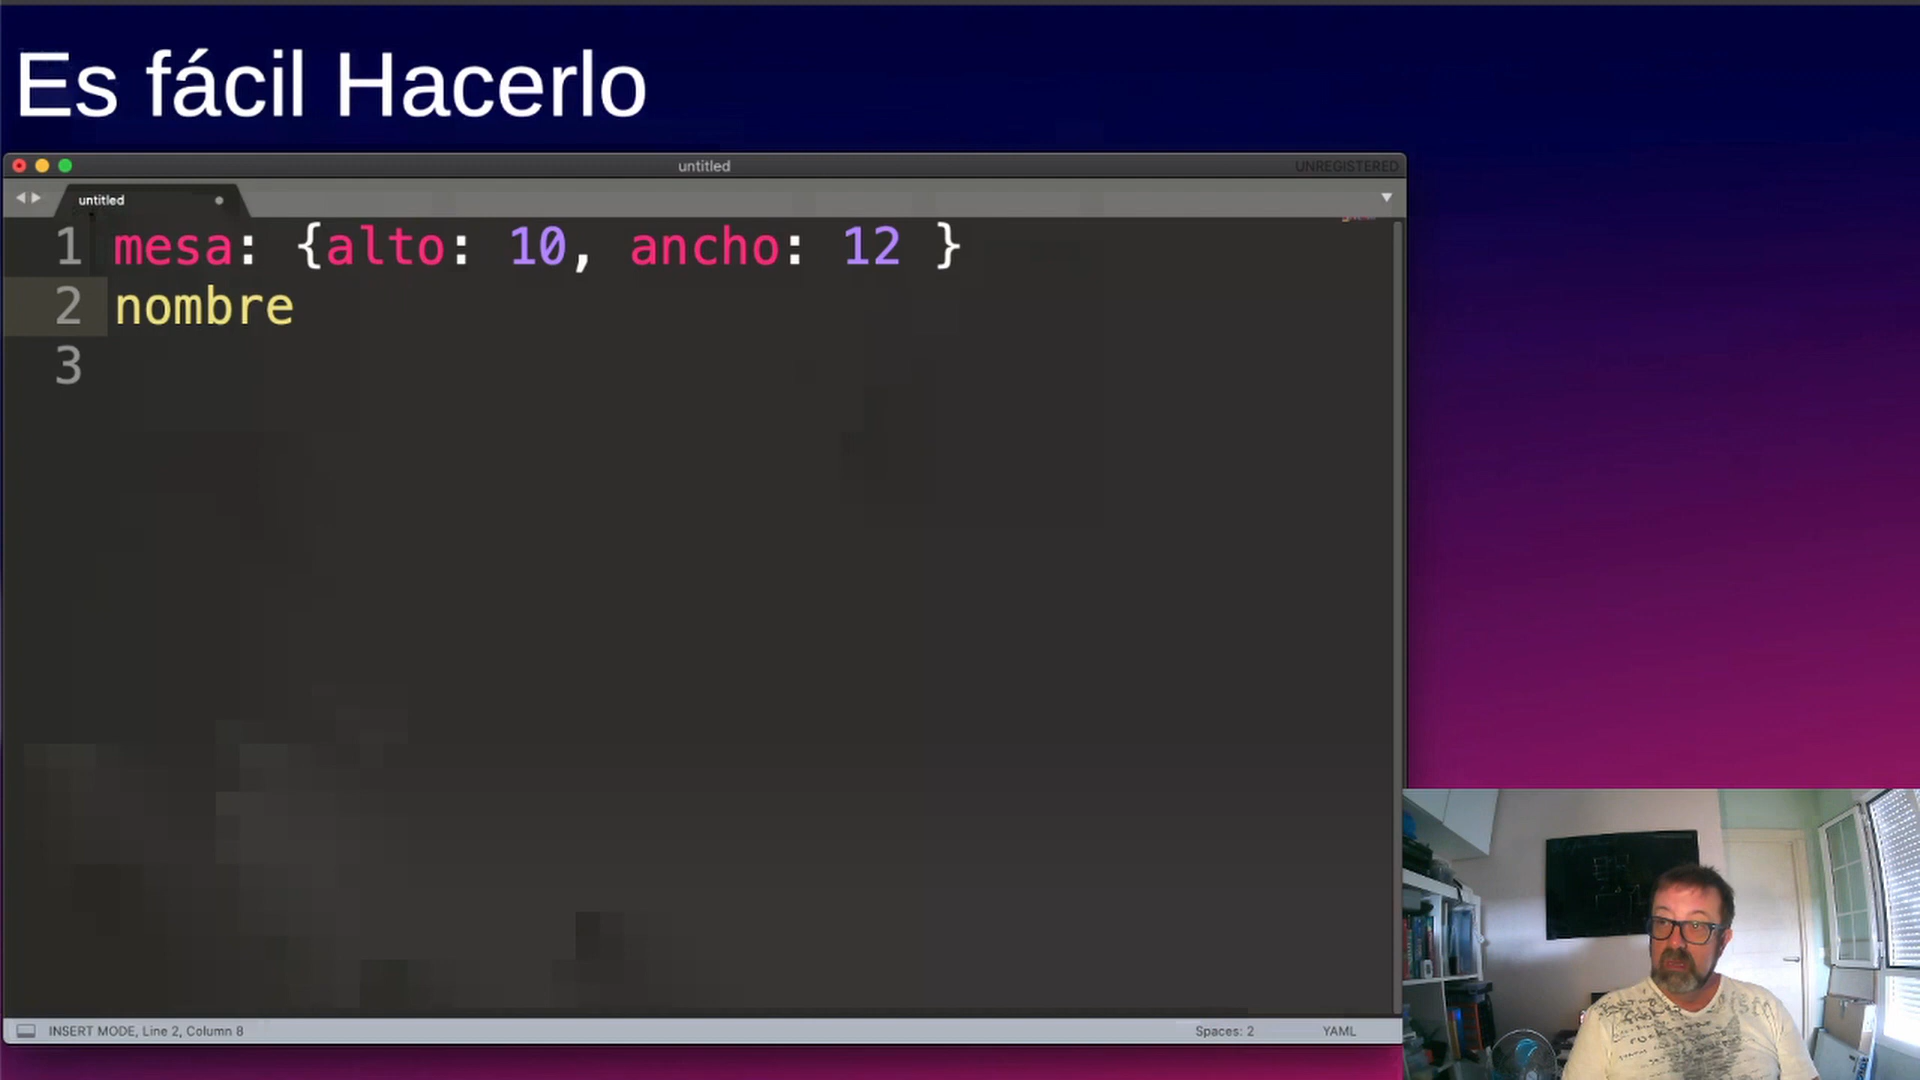 Es fácil Hacerlo
untitled
UNREGISTERED
untitled
1 mesa: {alto: 10, ancho: 12 }
2 nombre
3
INSERT MODE, Line 2, Column 8
Spaces: 2
YAML